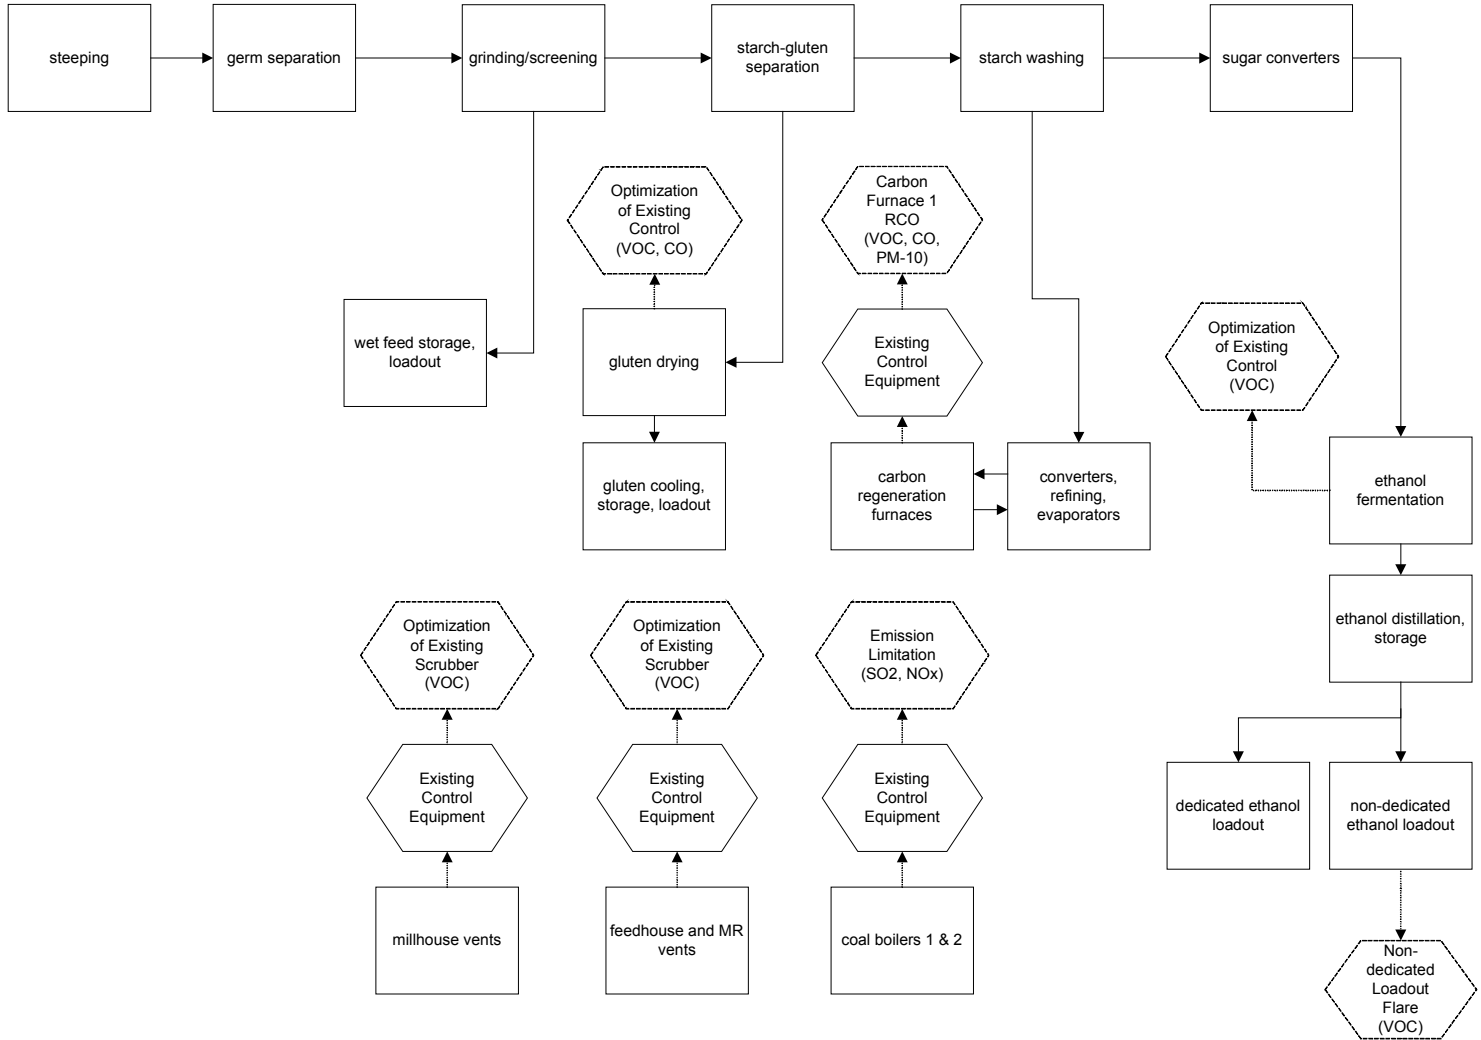 steeping
germ separation
grinding/screening
starch-gluten
separation
starch washing
sugar converters
Optimization
of Existing
Control
(VOC, CO)
Carbon
Furnace 1
RCO
(VOC, CO,
PM-10)
wet feed storage,
loadout
gluten drying
Existing
Control
Equipment
Optimization
of Existing
Control
(VOC)
gluten cooling,
storage, loadout
carbon
regeneration
furnaces
converters,
refining,
evaporators
ethanol
fermentation
Optimization
of Existing
Scrubber
(VOC)
Optimization
of Existing
Scrubber
(VOC)
Emission
Limitation
(SO2, NOx)
ethanol distillation,
storage
Existing
Control
Equipment
Existing
Control
Equipment
Existing
Control
Equipment
dedicated ethanol
loadout
non-dedicated
ethanol loadout
millhouse vents
feedhouse and MR
vents
coal boilers 1 & 2
Non-
dedicated
Loadout
Flare
(VOC)